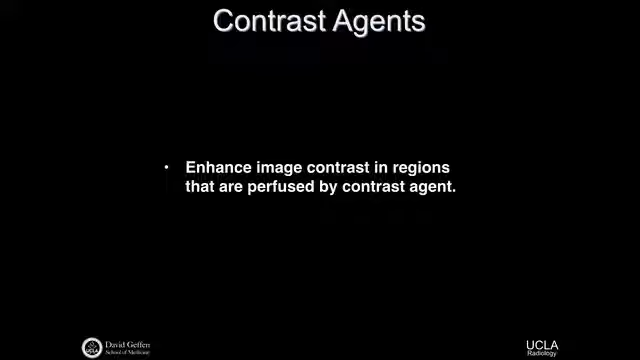 Contrast Agents
• Enhance image contrast in regions
that are perfused by contrast agent.
UCLA
David Geffen
School of Medicine
UCLA
Radiology